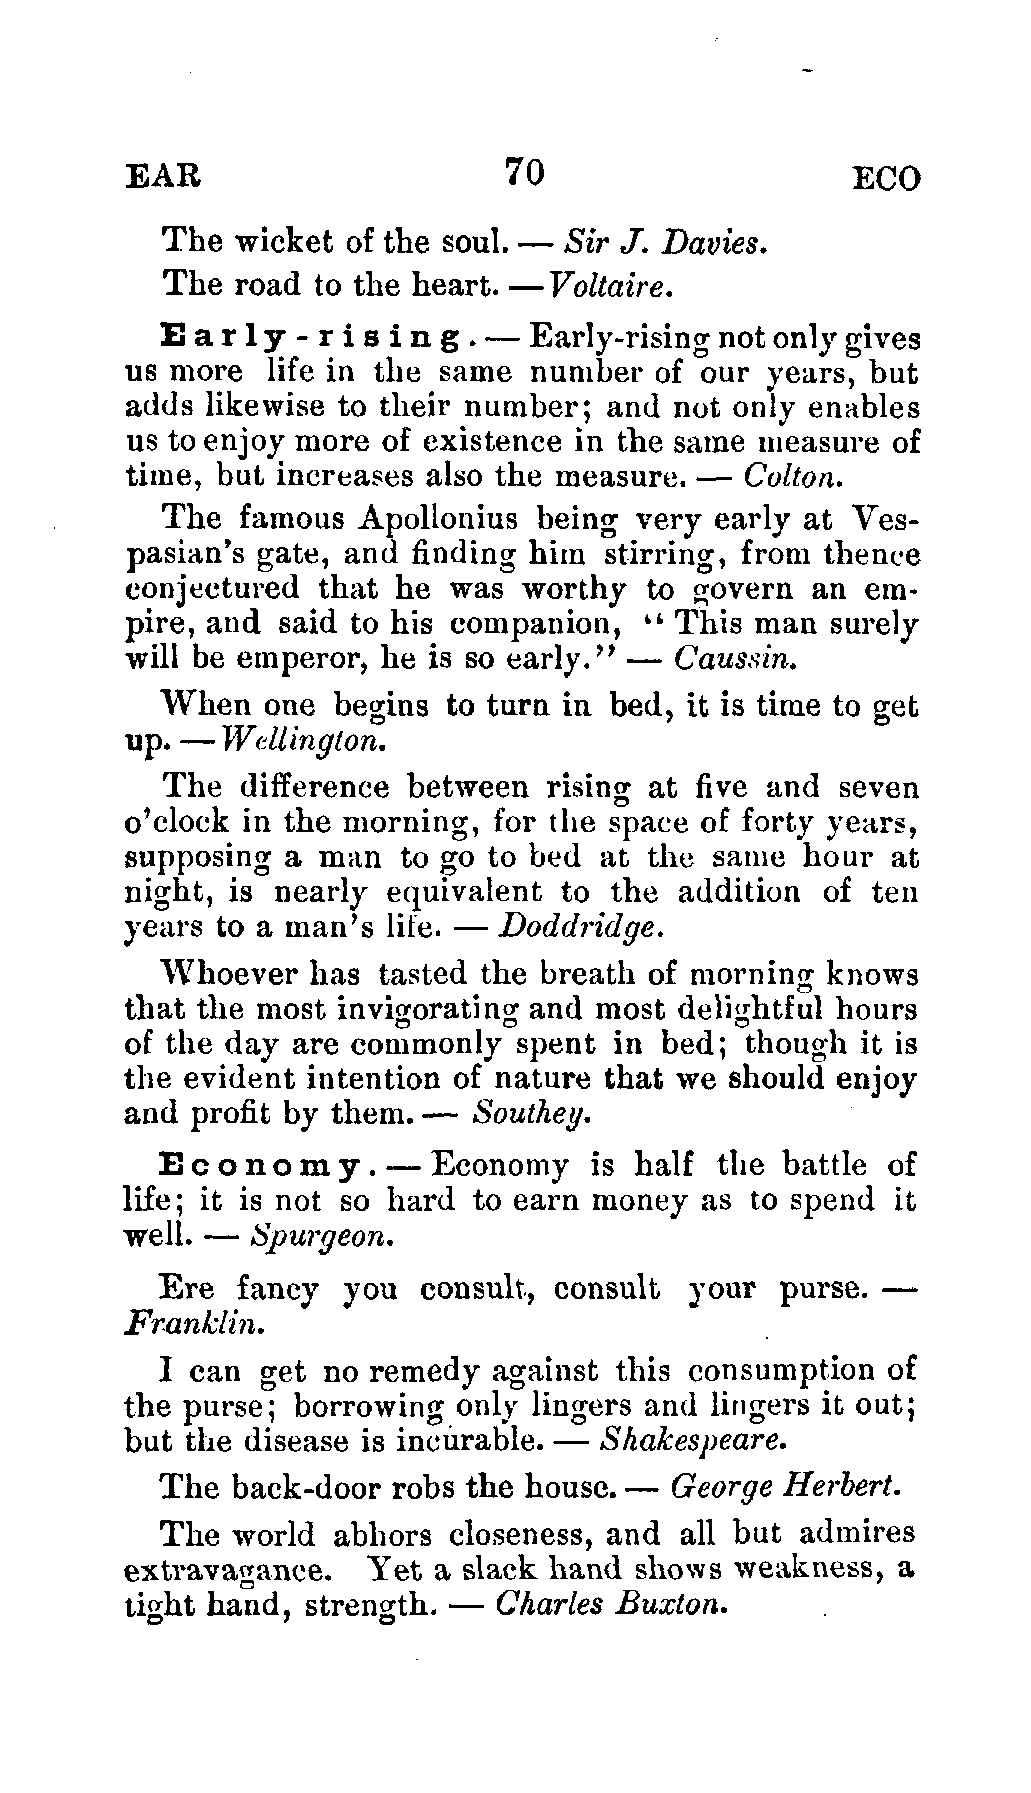 EAR 70 ECO
The wicket of the soul. — Sir J. Davies.
The road to the heart. — Voltaire.
Early-rising. — Early-rising not only gives
us more life in the same number of our years, but
adds likewise to their number; and not only enables
us to enjoy more of existence in the same measure of
time, but increases also the measure. — Colton.
The famous Apollonius being very early at Ves-
pasian's gate, and finding him stirring, from thence
conjectured that he was worthy to govern an em-
pire, and said to his companion, “This man surely
will be emperor, he is so early.” — Caussin.
When one begins to turn in bed, it is time to get
up. — Wellington.
The difference between rising at five and seven
o'clock in the morning, for the space of forty years,
supposing a man to go to bed at the same hour at
night, is nearly equivalent to the addition of ten
years to a man's life. — Doddridge.
Whoever has tasted the breath of morning knows
that the most invigorating and most delightful hours
of the day are commonly spent in bed; though it is
the evident intention of nature that we should enjoy
and profit by them. — Southey.
Economy. — Economy is half the battle of
life; it is not so hard to earn money as to spend it
well. — Spurgeon.
Ere fancy you consult, consult your purse. —
Franklin.
I can get no remedy against this consumption of
the purse; borrowing only lingers and lingers it out;
but the disease is incurable. — Shakespeare.
The back-door robs the house. — George Herbert.
The world abhors closeness, and all but admires
extravagance. Yet a slack hand shows weakness, a
tight hand, strength. — Charles Buxton.